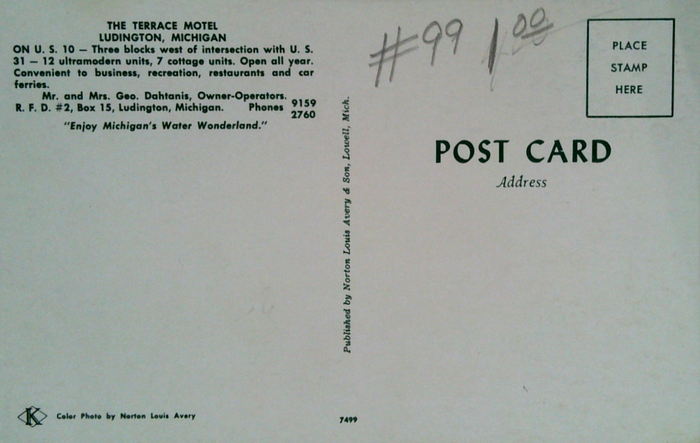 THE TERRACE MOTEL
LUDINGTON, MICHIGAN
ON U. S. 10 — Three blocks west of intersection with U. S.
31 — 12 ultramodern units, 7 cottage units. Open all year.
Convenient to business, recreation, restaurants and car
ferries.
Mr. and Mrs. Geo. Dahtanis, Owner-Operators.
R. F. D. #2, Box 15, Ludington, Michigan. Phones 9159
2760
"Enjoy Michigan's Water Wonderland."
#99 1 00
PLACE
STAMP
HERE
POST CARD
Address
Published by Norton Louis Avery & Son, Lowell, Mich.
K
Color Photo by Norton Louis Avery
7499